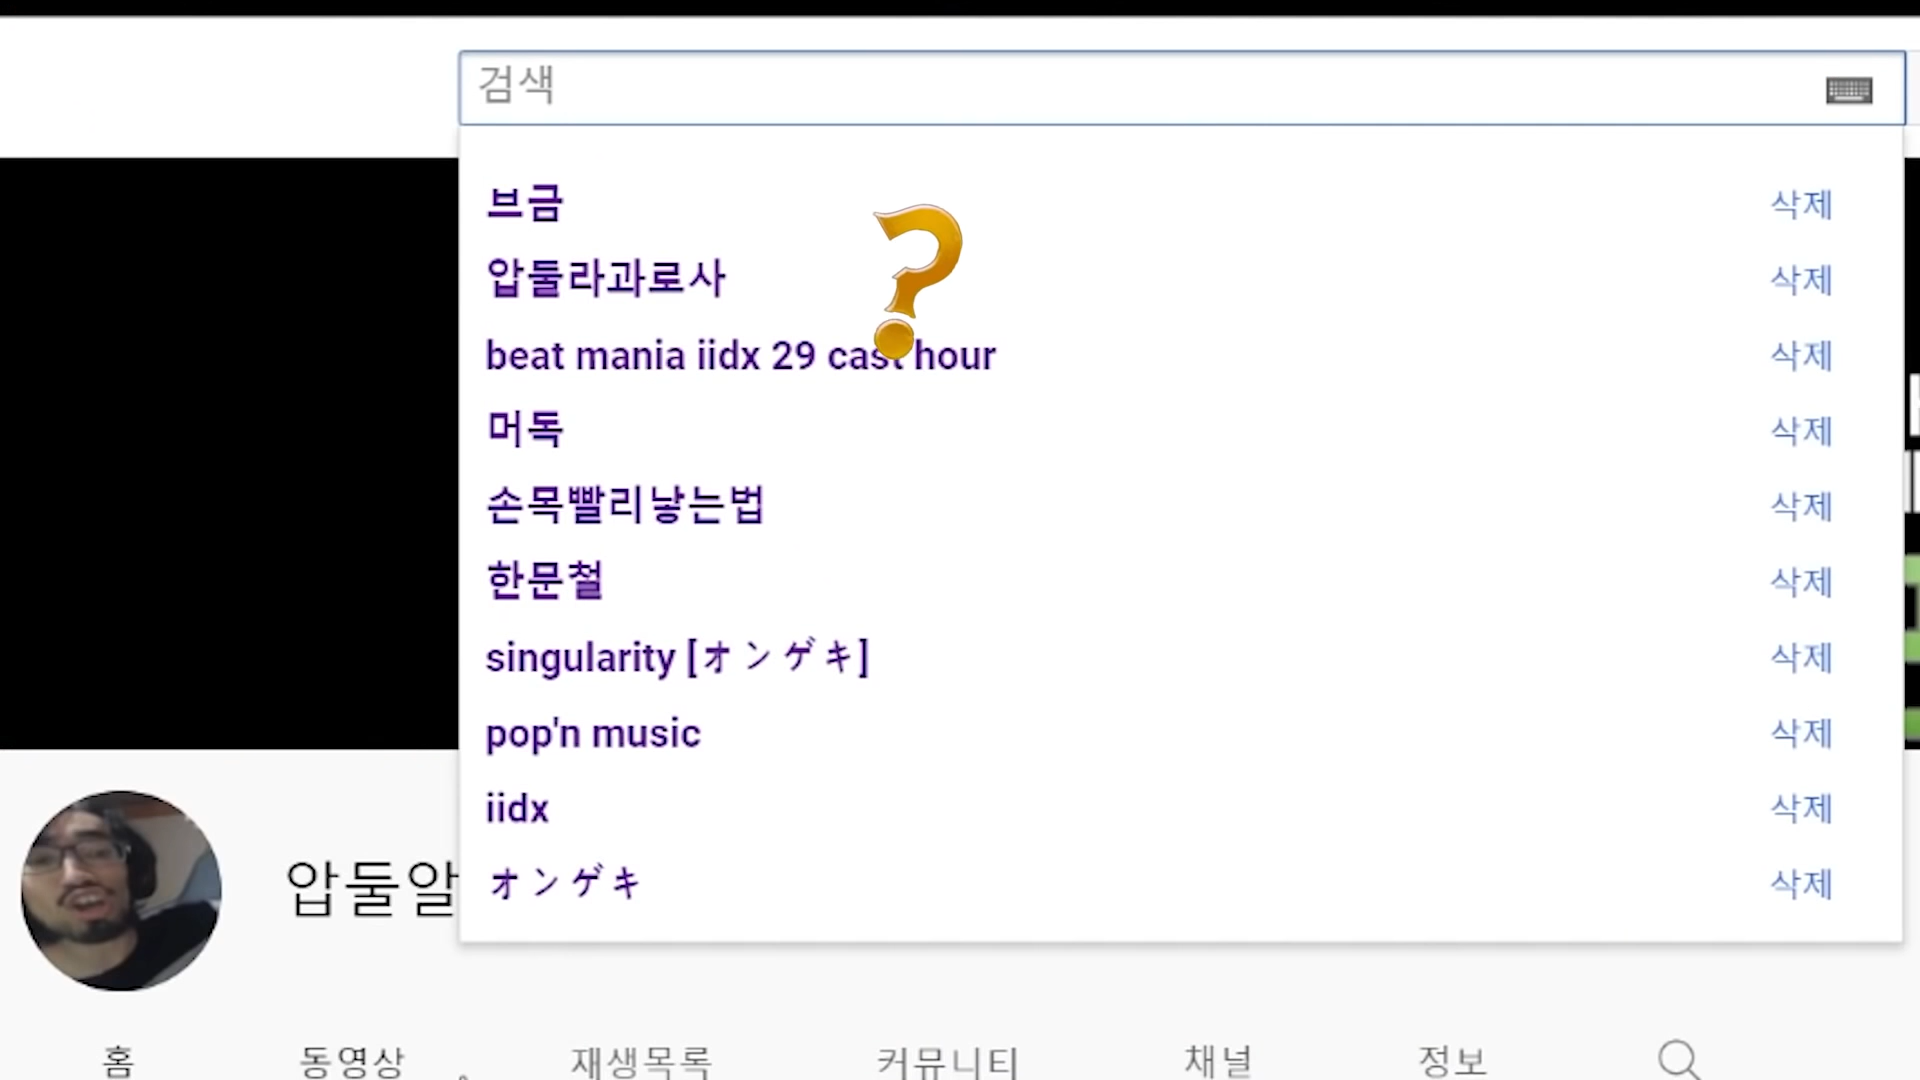 검색
브금 삭제
압둘라과로사 삭제
beat mania iidx 29 cast hour 삭제
머독 삭제
손목빨리낳는법 삭제
한문철 삭제
singularity [オンゲキ] 삭제
pop'n music 삭제
iidx 삭제
オンゲキ 삭제
압둘알
홈 동영상 재생목록 커뮤니티 채널 정보